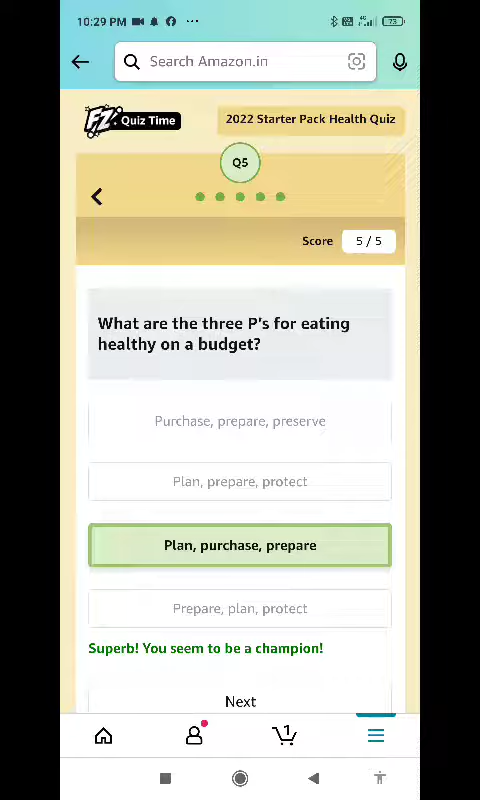 10:29 PM
73
Search Amazon.in
FZ Quiz Time
2022 Starter Pack Health Quiz
Q5
Score 5 / 5
What are the three P's for eating
healthy on a budget?
Purchase, prepare, preserve
Plan, prepare, protect
Plan, purchase, prepare
Prepare, plan, protect
Superb! You seem to be a champion!
Next
1